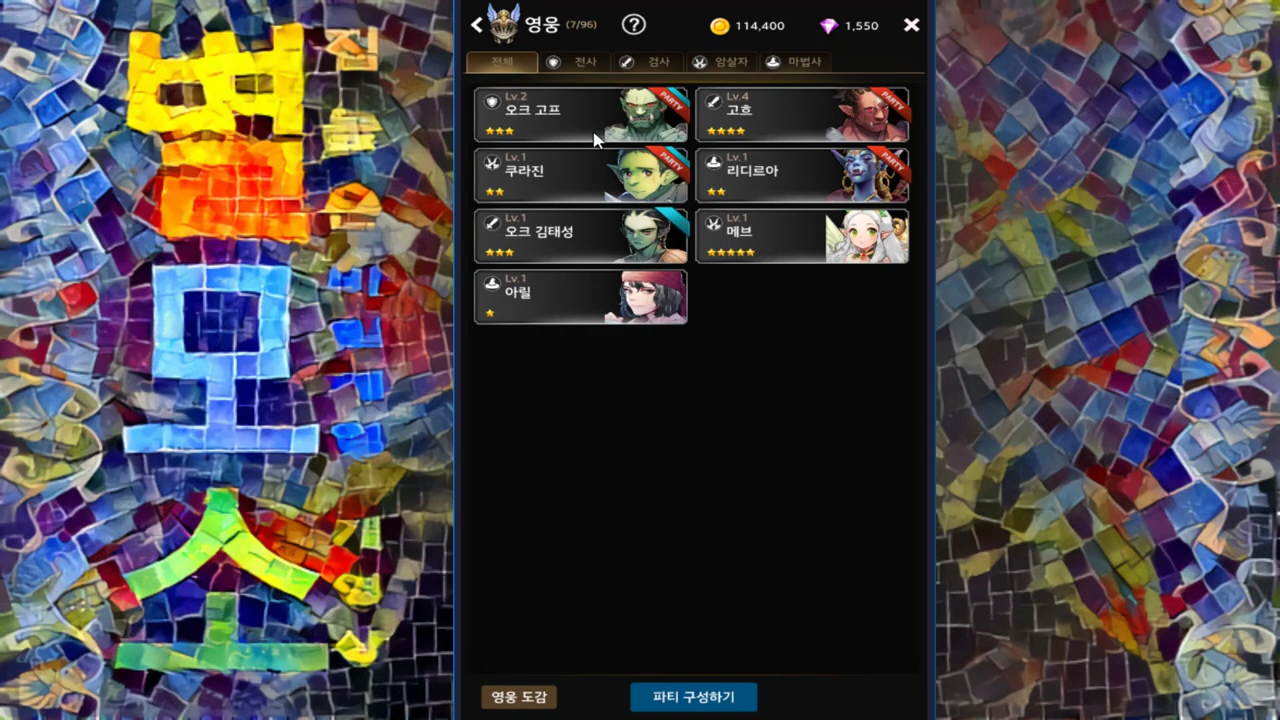 영웅 (7/96) ? 114,400 1,550
전체 전사 검사 암살자 마법사
Lv.2
오크 고프
PARTY
Lv.4
고흐
PARTY
Lv.1
쿠라진
PARTY
Lv.1
리디르아
PARTY
Lv.1
오크 김태성
Lv.1
메브
Lv.1
아릴
영웅 도감
파티 구성하기